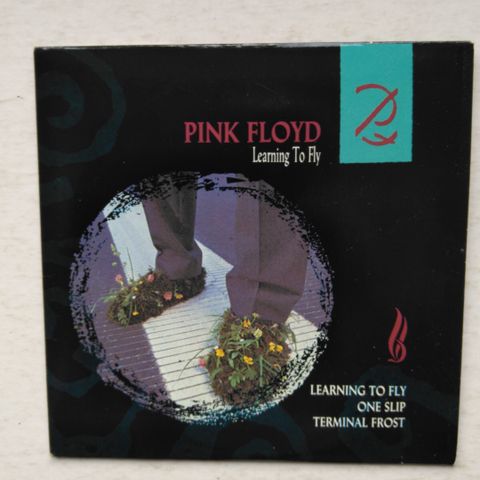 PINK FLOYD
Learning To Fly
LEARNING TO FLY
ONE SLIP
TERMINAL FROST